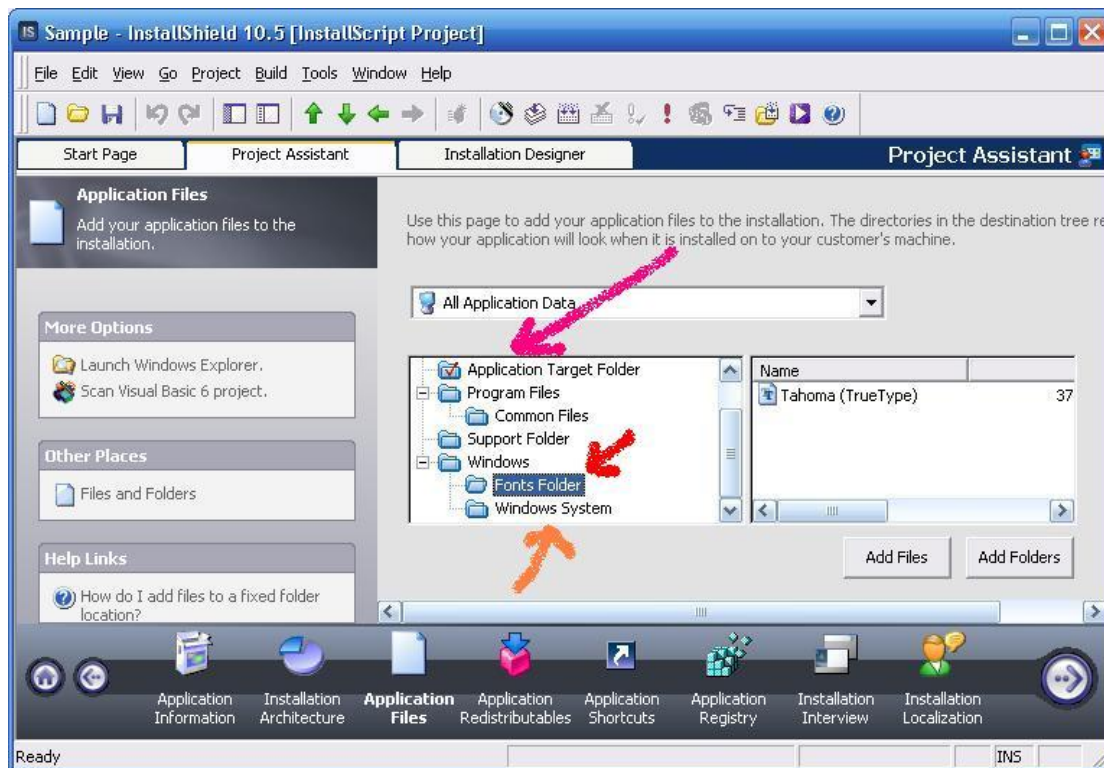 Sample - InstallShield 10.5 [InstallScript Project]
File Edit View Go Project Build Tools Window Help
Start Page Project Assistant Installation Designer Project Assistant
Application Files
Add your application files to the
installation.
Use this page to add your application files to the installation. The directories in the destination tree re
how your application will look when it is installed on to your customer's machine.
All Application Data
More Options
Launch Windows Explorer.
Scan Visual Basic 6 project.
Other Places
Files and Folders
Help Links
How do I add files to a fixed folder
location?
Application Target Folder
Program Files
Common Files
Support Folder
Windows
Fonts Folder
Windows System
Name
Tahoma (TrueType) 37
Add Files Add Folders
Application Information
Installation Architecture
Application Files
Application Redistributables
Application Shortcuts
Application Registry
Installation Interview
Installation Localization
Ready INS